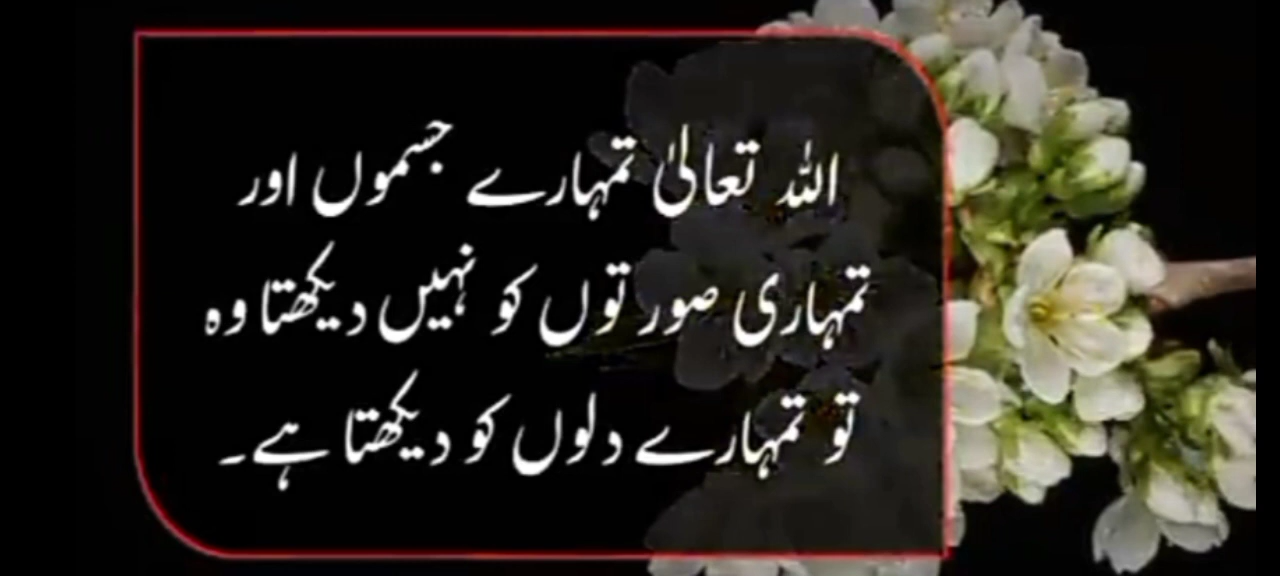 اللہ تعالیٰ تمہارے جسموں اور
تمہاری صورتوں کو نہیں دیکھتا وہ
تو تمہارے دلوں کو دیکھتا ہے۔